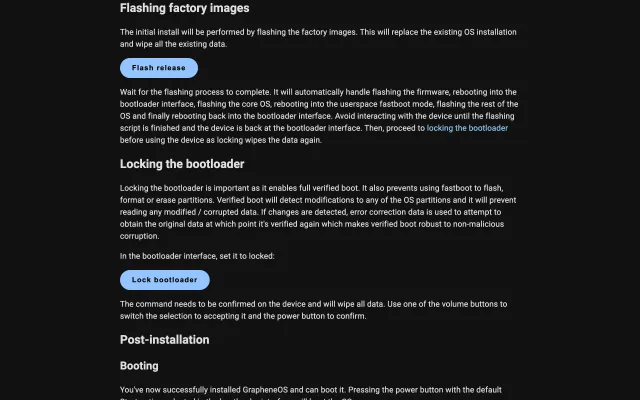 Flashing factory images
The initial install will be performed by flashing the factory images. This will replace the existing OS installation
and wipe all the existing data.
Flash release
Wait for the flashing process to complete. It will automatically handle flashing the firmware, rebooting into the
bootloader interface, flashing the core OS, rebooting into the userspace fastboot mode, flashing the rest of the
OS and finally rebooting back into the bootloader interface. Avoid interacting with the device until the flashing
script is finished and the device is back at the bootloader interface. Then, proceed to locking the bootloader
before using the device as locking wipes the data again.
Locking the bootloader
Locking the bootloader is important as it enables full verified boot. It also prevents using fastboot to flash,
format or erase partitions. Verified boot will detect modifications to any of the OS partitions and it will prevent
reading any modified / corrupted data. If changes are detected, error correction data is used to attempt to
obtain the original data at which point it's verified again which makes verified boot robust to non-malicious
corruption.
In the bootloader interface, set it to locked:
Lock bootloader
The command needs to be confirmed on the device and will wipe all data. Use one of the volume buttons to
switch the selection to accepting it and the power button to confirm.
Post-installation
Booting
You've now successfully installed GrapheneOS and can boot it. Pressing the power button with the default